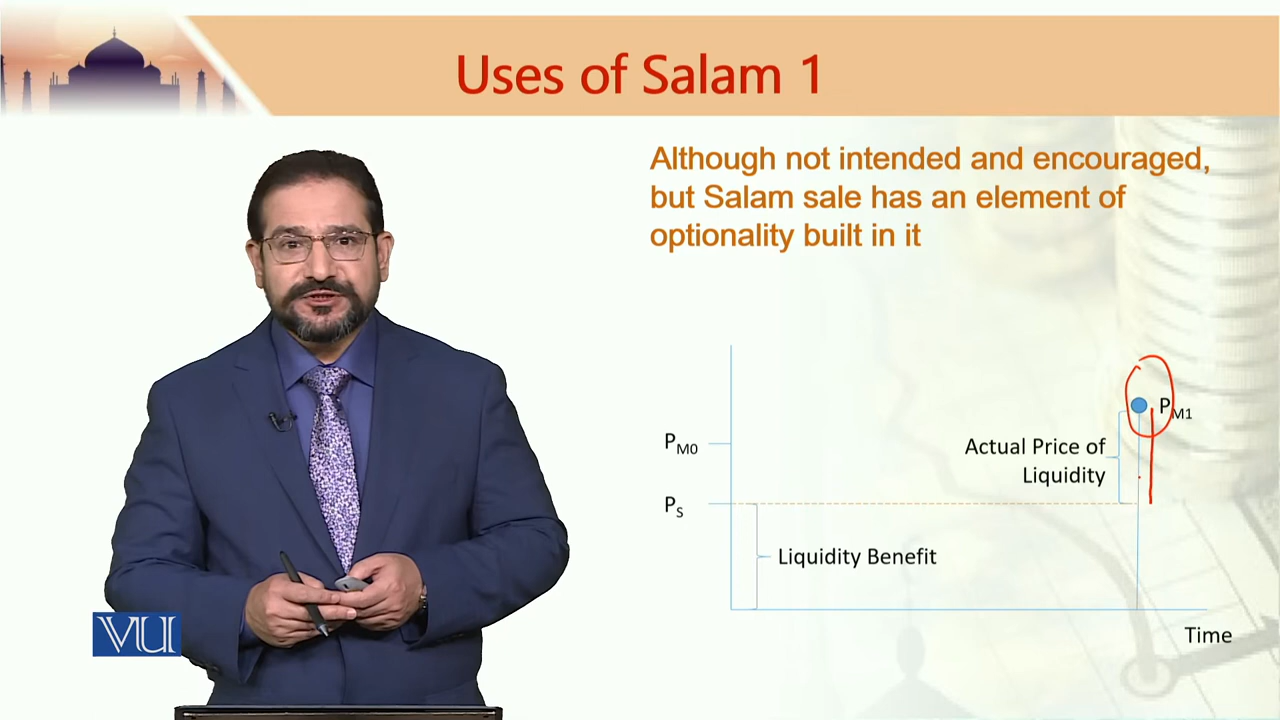 Uses of Salam 1
Although not intended and encouraged,
but Salam sale has an element of
optionality built in it
PM1
PM0
Actual Price of
Liquidity
PS
Liquidity Benefit
Time
VU